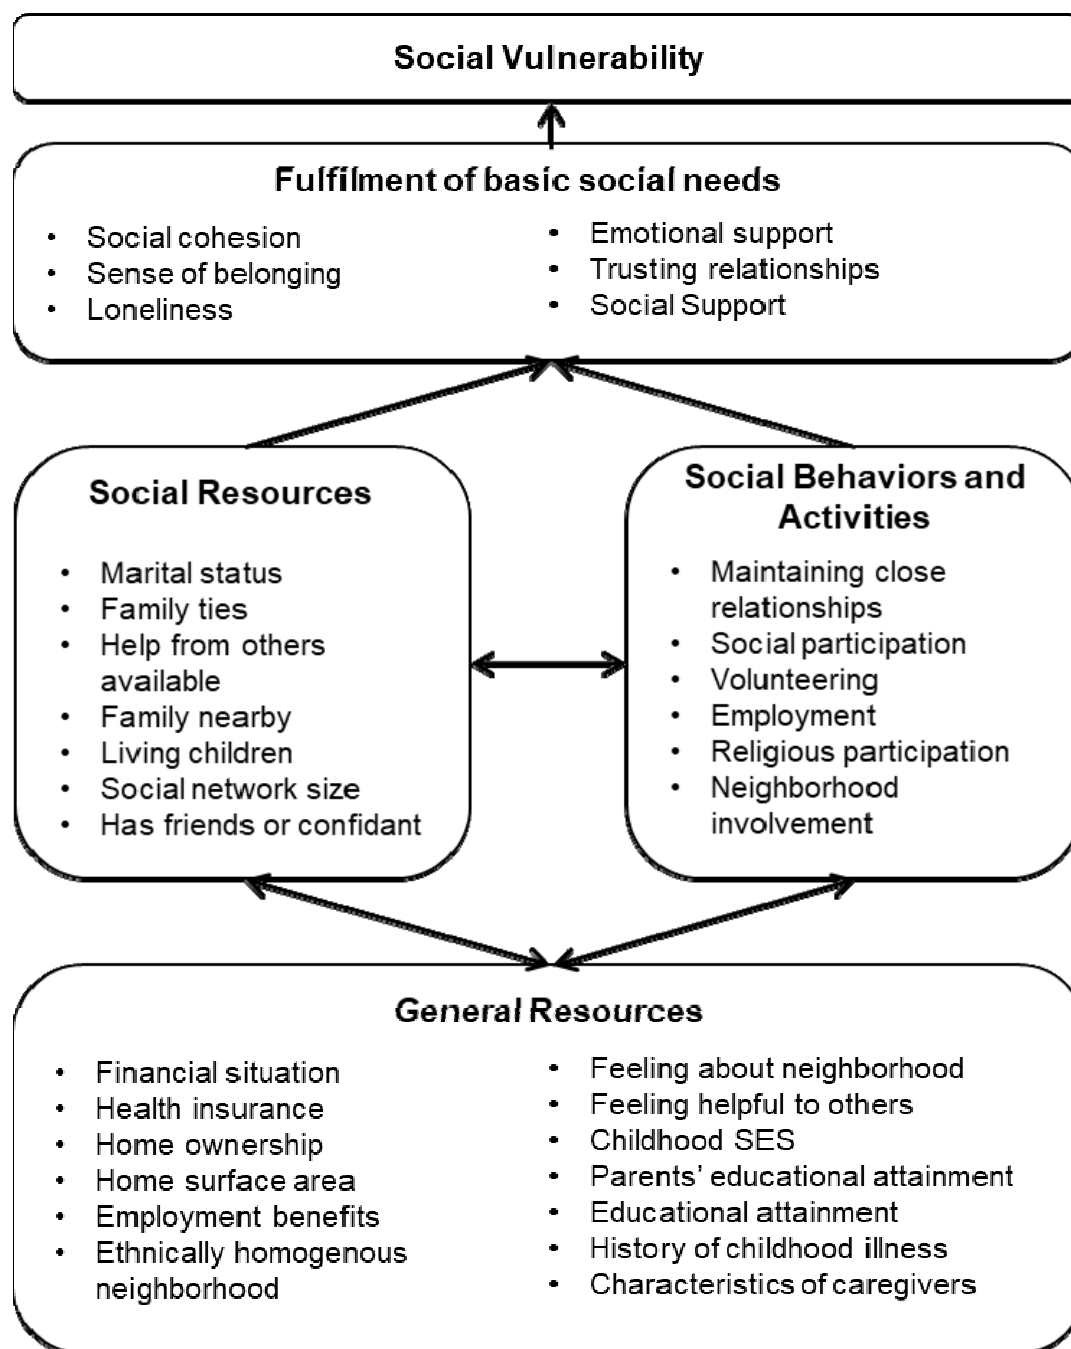 Social Vulnerability
Fulfilment of basic social needs
• Social cohesion
• Sense of belonging
• Loneliness
• Emotional support
• Trusting relationships
• Social Support
Social Resources
• Marital status
• Family ties
• Help from others
available
• Family nearby
• Living children
• Social network size
• Has friends or confidant
Social Behaviors and
Activities
• Maintaining close
relationships
• Social participation
• Volunteering
• Employment
• Religious participation
• Neighborhood
involvement
General Resources
• Financial situation
• Health insurance
• Home ownership
• Home surface area
• Employment benefits
• Ethnically homogenous
neighborhood
• Feeling about neighborhood
• Feeling helpful to others
• Childhood SES
• Parents’ educational attainment
• Educational attainment
• History of childhood illness
• Characteristics of caregivers